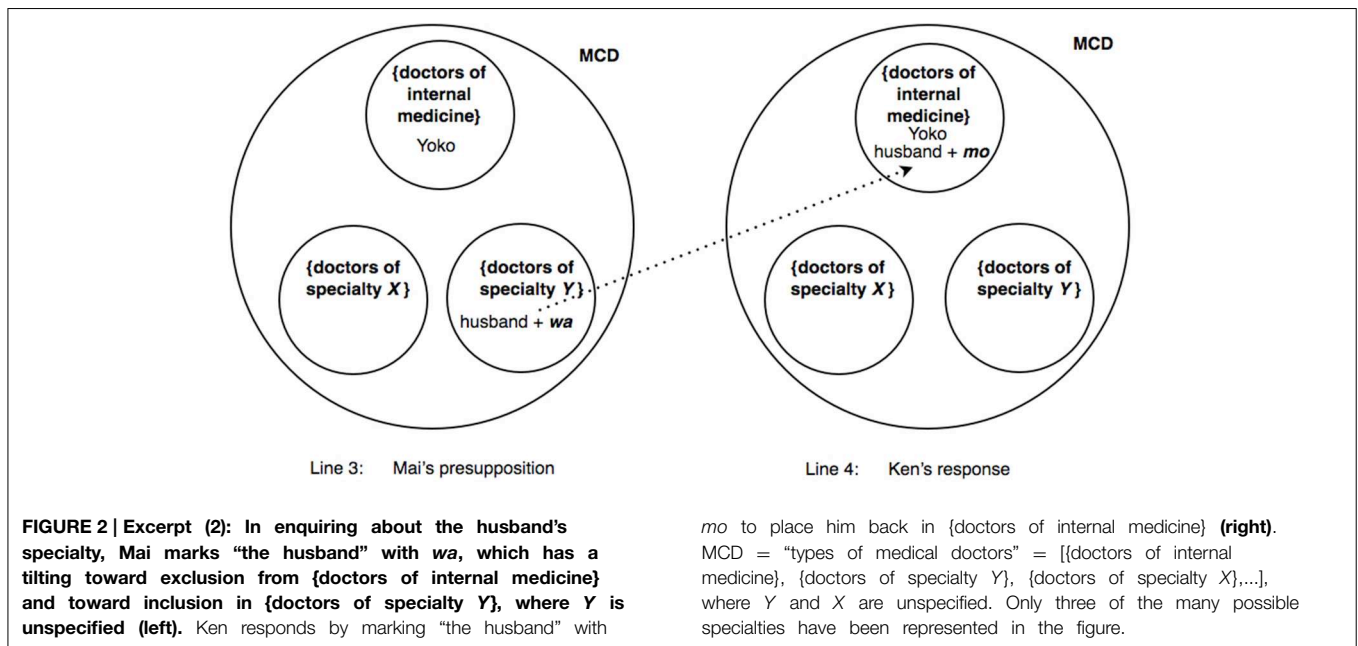 MCD
{doctors of
internal
medicine}
Yoko
{doctors of
specialty X}
{doctors of
specialty Y}
husband + wa
MCD
{doctors of
internal
medicine}
Yoko
husband + mo
{doctors of
specialty X}
{doctors of
specialty Y}
Line 3: Mai's presupposition
Line 4: Ken's response
FIGURE 2 | Excerpt (2): In enquiring about the husband's
specialty, Mai marks “the husband” with wa, which has a
tilting toward exclusion from {doctors of internal medicine}
and toward inclusion in {doctors of specialty Y}, where Y is
unspecified (left). Ken responds by marking “the husband” with
mo to place him back in {doctors of internal medicine} (right).
MCD = “types of medical doctors” = [{doctors of internal
medicine}, {doctors of specialty Y}, {doctors of specialty X},...],
where Y and X are unspecified. Only three of the many possible
specialties have been represented in the figure.